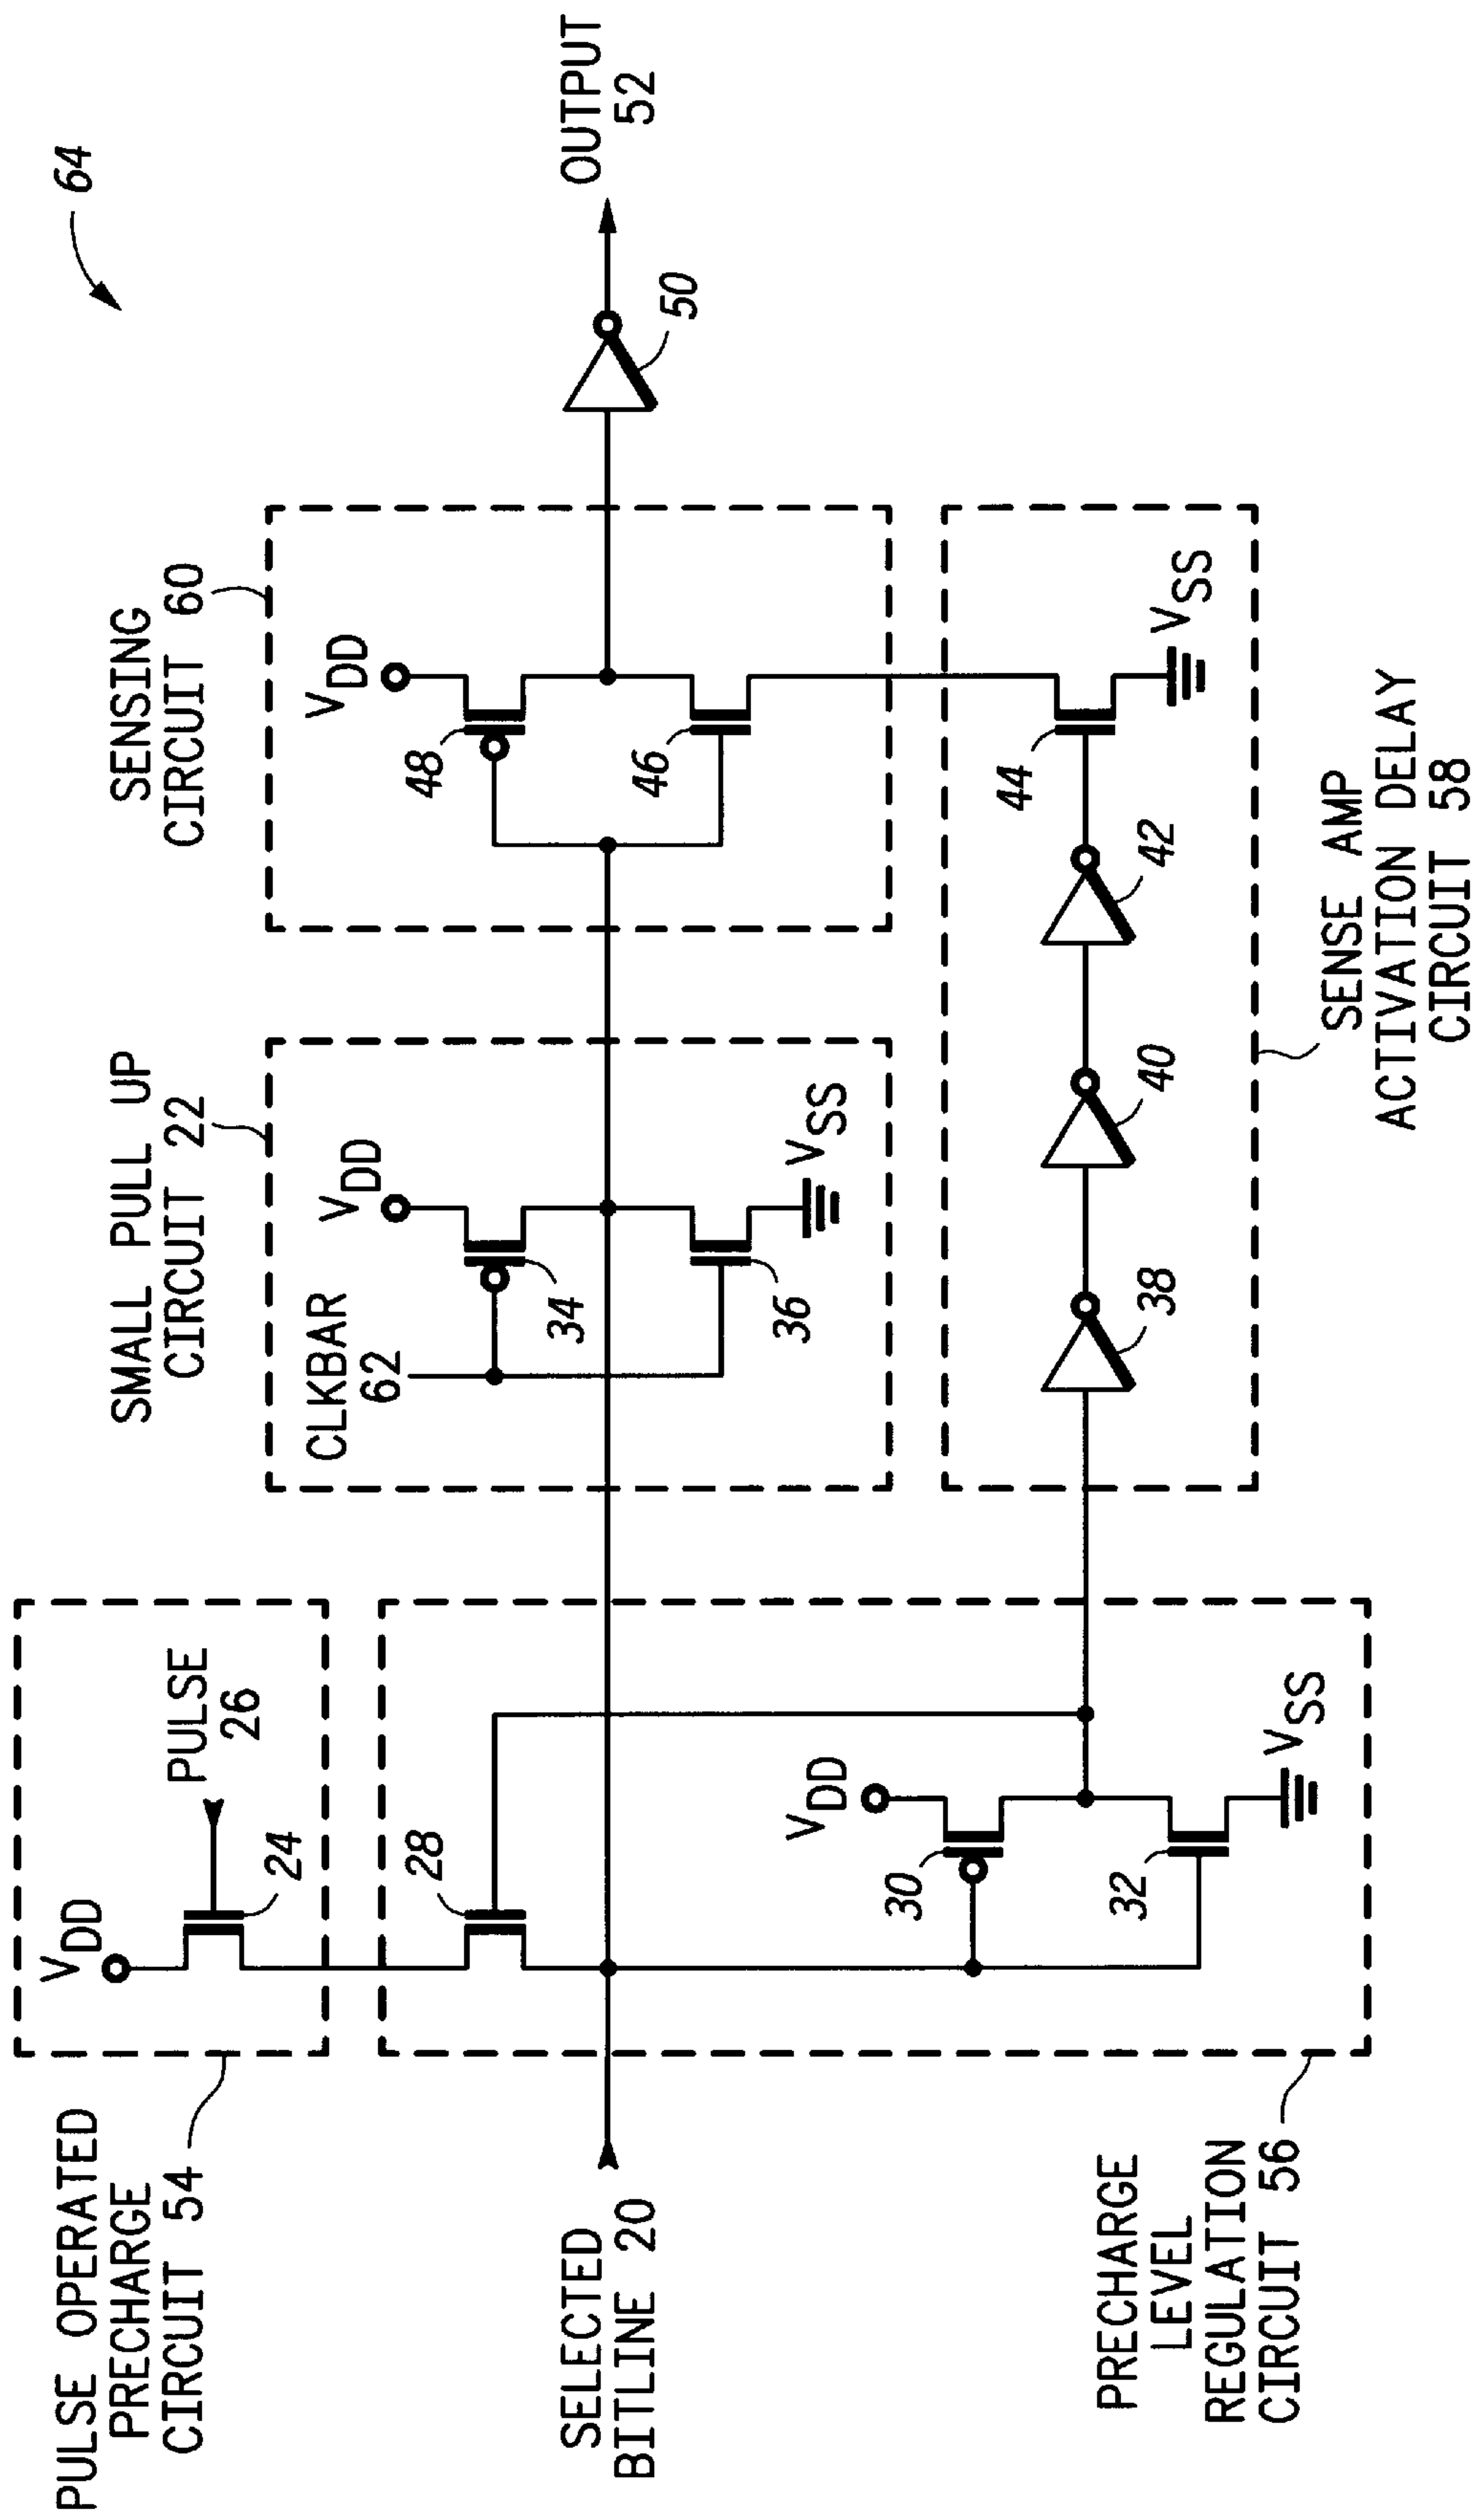 64
PULSE OPERATED
PRECHARGE
CIRCUIT 54
VDD
PULSE
26
24
SMALL PULL UP
CIRCUIT 22
SENSING
CIRCUIT 60
28
CLKBAR
62
VDD
34
36
VSS
VDD
48
46
50
OUTPUT
52
SELECTED
BITLINE 20
VDD
30
32
VSS
38
40
42
44
VSS
PRECHARGE
LEVEL
REGULATION
CIRCUIT 56
SENSE AMP
ACTIVATION DELAY
CIRCUIT 58